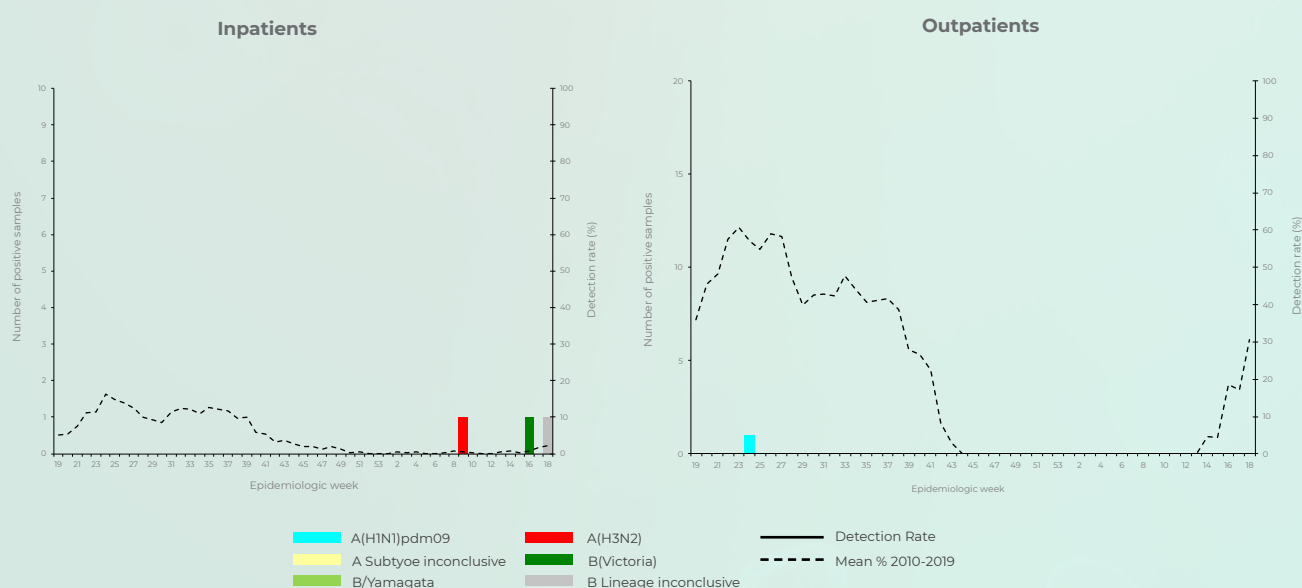 Inpatients
Outpatients
Number of positive samples
10
9
8
7
6
5
4
3
2
1
0
100
90
80
70
60
50
40
30
20
10
0
Detection rate (%)
19 21 23 25 27 29 31 33 35 37 39 41 43 45 47 49 51 53 2 4 6 8 10 12 14 16 18
Epidemiologic week
Number of positive samples
20
15
10
5
0
100
90
80
70
60
50
40
30
20
10
0
Detection rate (%)
19 21 23 25 27 29 31 33 35 37 39 41 43 45 47 49 51 53 2 4 6 8 10 12 14 16 18
Epidemiologic week
A(H1N1)pdm09
A(H3N2)
Detection Rate
A Subtyoe inconclusive
B(Victoria)
Mean % 2010-2019
B/Yamagata
B Lineage inconclusive